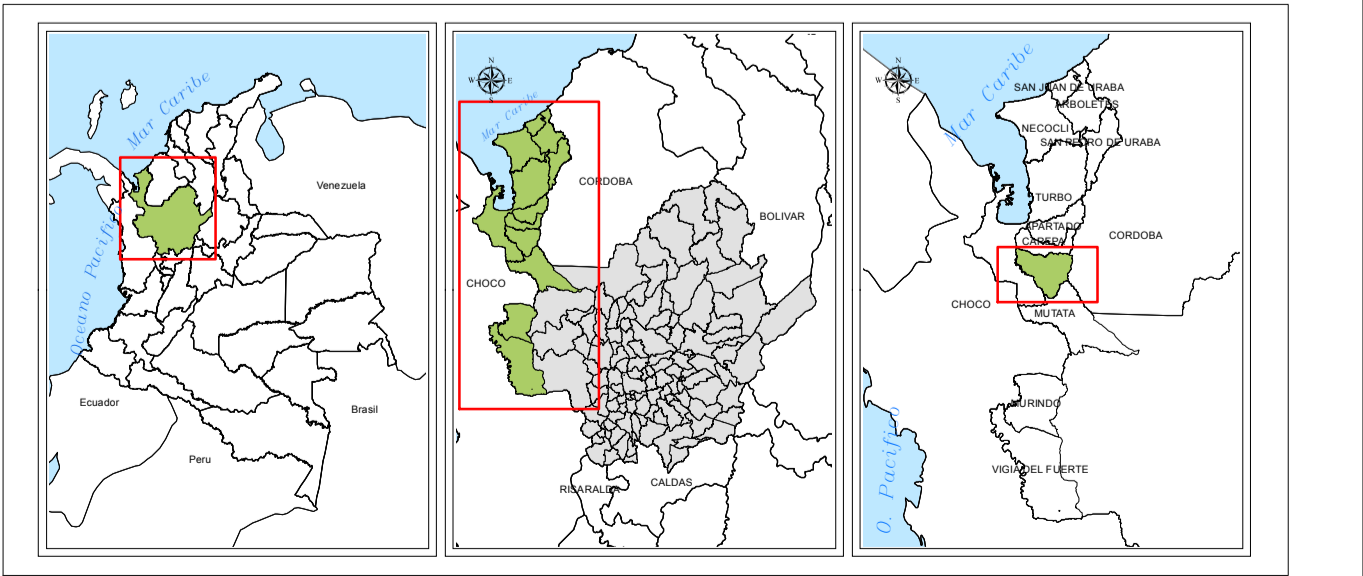 Mar Caribe
Oceano Pacific
Venezuela
Ecuador
Peru
Brasil
N
W
E
S
Mar Caribe
CORDOBA
BOLIVAR
CHOCO
RISARALDA
CALDAS
N
W
E
S
Mar Caribe
SAN JUAN DE URABA
ARBOLETES
NECOCLI
SAN PEDRO DE URABA
TURBO
APARTADO
CAREPA
CORDOBA
CHOCO
MUTATA
MURINDO
VIGIA DEL FUERTE
O. Pacifico